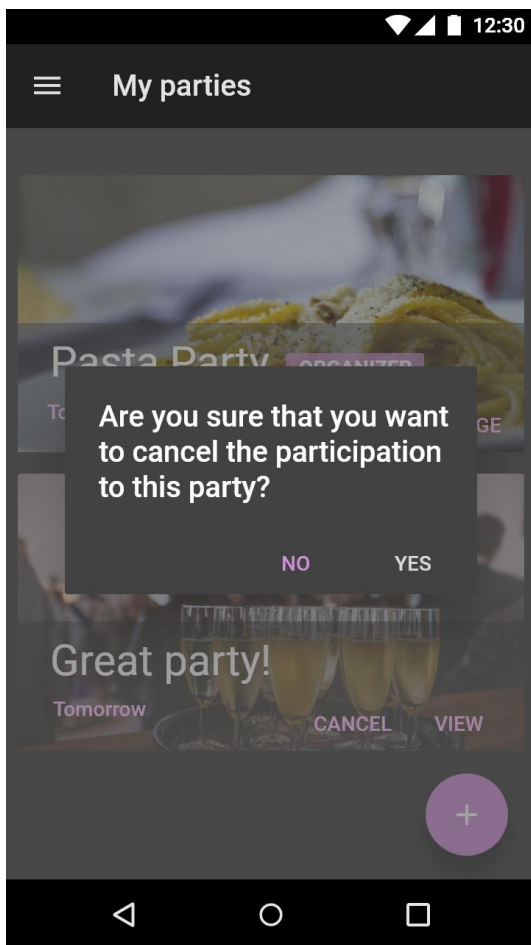 12:30
My parties
Pasta Party
Are you sure that you want
to cancel the participation
to this party?
NO YES
Great party!
Tomorrow
CANCEL VIEW
+